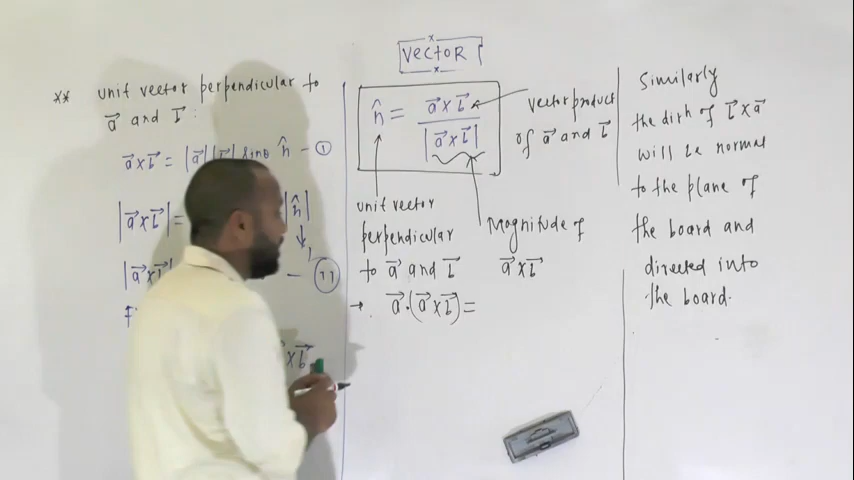 VECTOR
** unit vector perpendicular to
a⃗ and b⃗ :
a⃗ x b⃗ = |a⃗| |b⃗| sinθ n̂ — ①
|a⃗ x b⃗| = |n̂|
|a⃗ x b⃗| — ⑪
x b⃗
n̂ = a⃗ x b⃗ / |a⃗ x b⃗|
vector product
of a⃗ and b⃗
unit vector
perpendicular
to a⃗ and b⃗
Magnitude of
a⃗ x b⃗
→ a⃗ . (a⃗ x b⃗) =
Similarly
the dirn of b⃗ x a⃗
will be normal
to the plane of
the board and
directed into
the board.